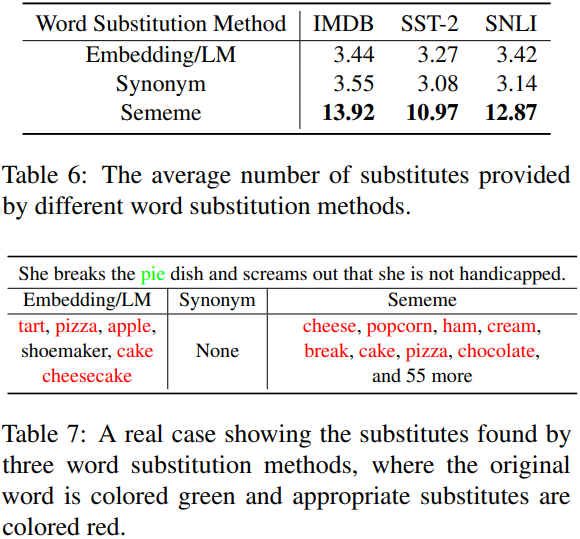 Word Substitution Method IMDB SST-2 SNLI
Embedding/LM 3.44 3.27 3.42
Synonym 3.55 3.08 3.14
Sememe 13.92 10.97 12.87
Table 6: The average number of substitutes provided
by different word substitution methods.
She breaks the pie dish and screams out that she is not handicapped.
Embedding/LM Synonym Sememe
tart, pizza, apple, cheese, popcorn, ham, cream,
shoemaker, cake None break, cake, pizza, chocolate,
cheesecake and 55 more
Table 7: A real case showing the substitutes found by
three word substitution methods, where the original
word is colored green and appropriate substitutes are
colored red.